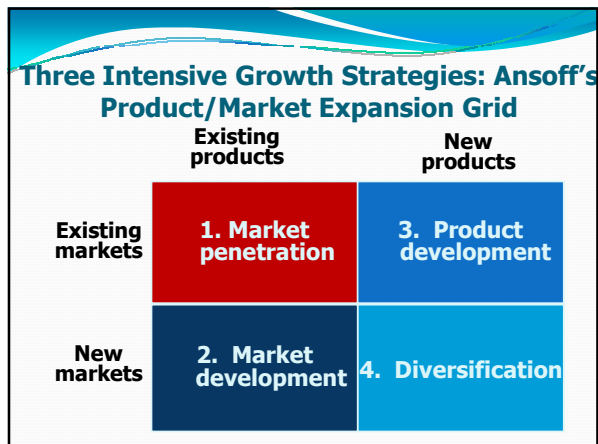 Three Intensive Growth Strategies: Ansoff’s
Product/Market Expansion Grid
Existing
products
New
products
Existing
markets
1. Market
penetration
3. Product
development
New
markets
2. Market
development
4. Diversification